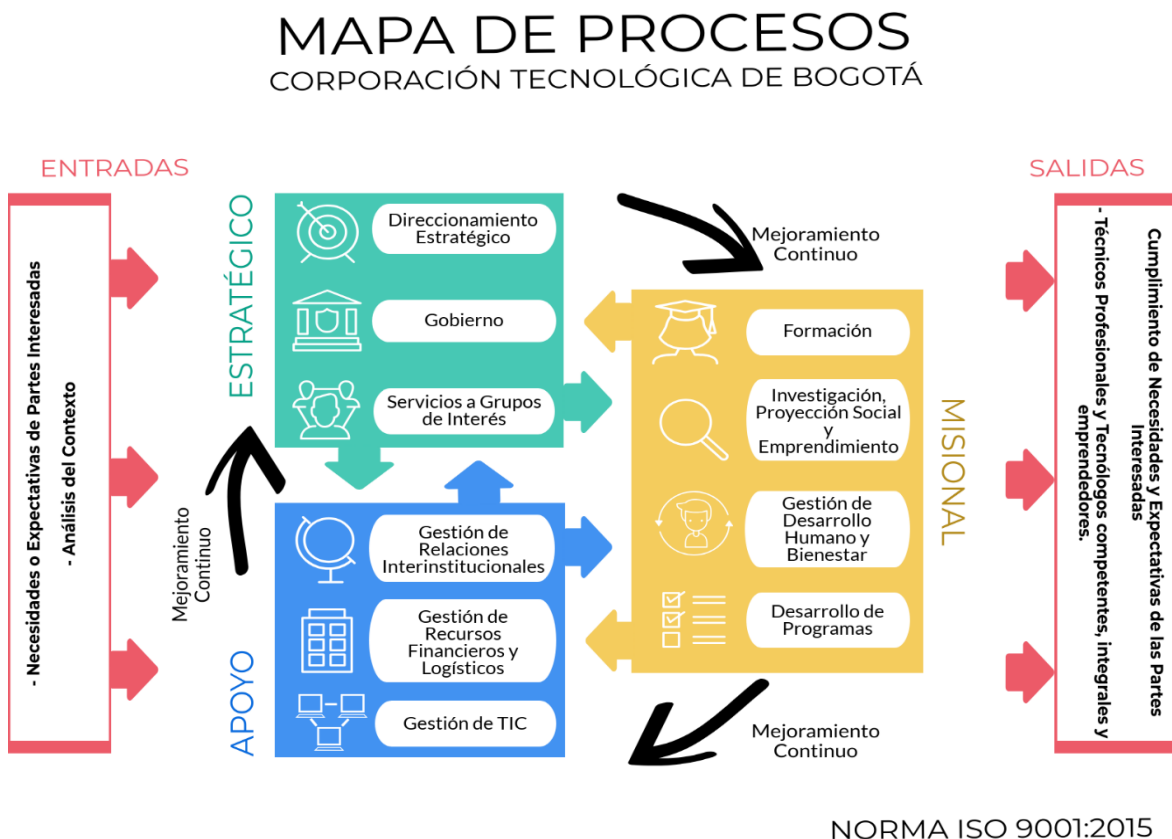 MAPA DE PROCESOS
CORPORACIÓN TECNOLÓGICA DE BOGOTÁ
ENTRADAS
- Necesidades o Expectativas de Partes Interesadas
- Análisis del Contexto
ESTRATÉGICO
Direccionamiento
Estratégico
Gobierno
Servicios a Grupos
de Interés
Mejoramiento
Continuo
APOYO
Gestión de
Relaciones
Interinstitucionales
Gestión de
Recursos
Financieros y
Logísticos
Gestión de TIC
Mejoramiento
Continuo
MISIONAL
Formación
Investigación,
Proyección Social
y
Emprendimiento
Gestión de
Desarrollo
Humano y
Bienestar
Desarrollo de
Programas
Mejoramiento
Continuo
SALIDAS
Cumplimiento de Necesidades y Expectativas de las Partes
Interesadas
- Técnicos Profesionales y Tecnólogos competentes, integrales y
emprendedores.
NORMA ISO 9001:2015